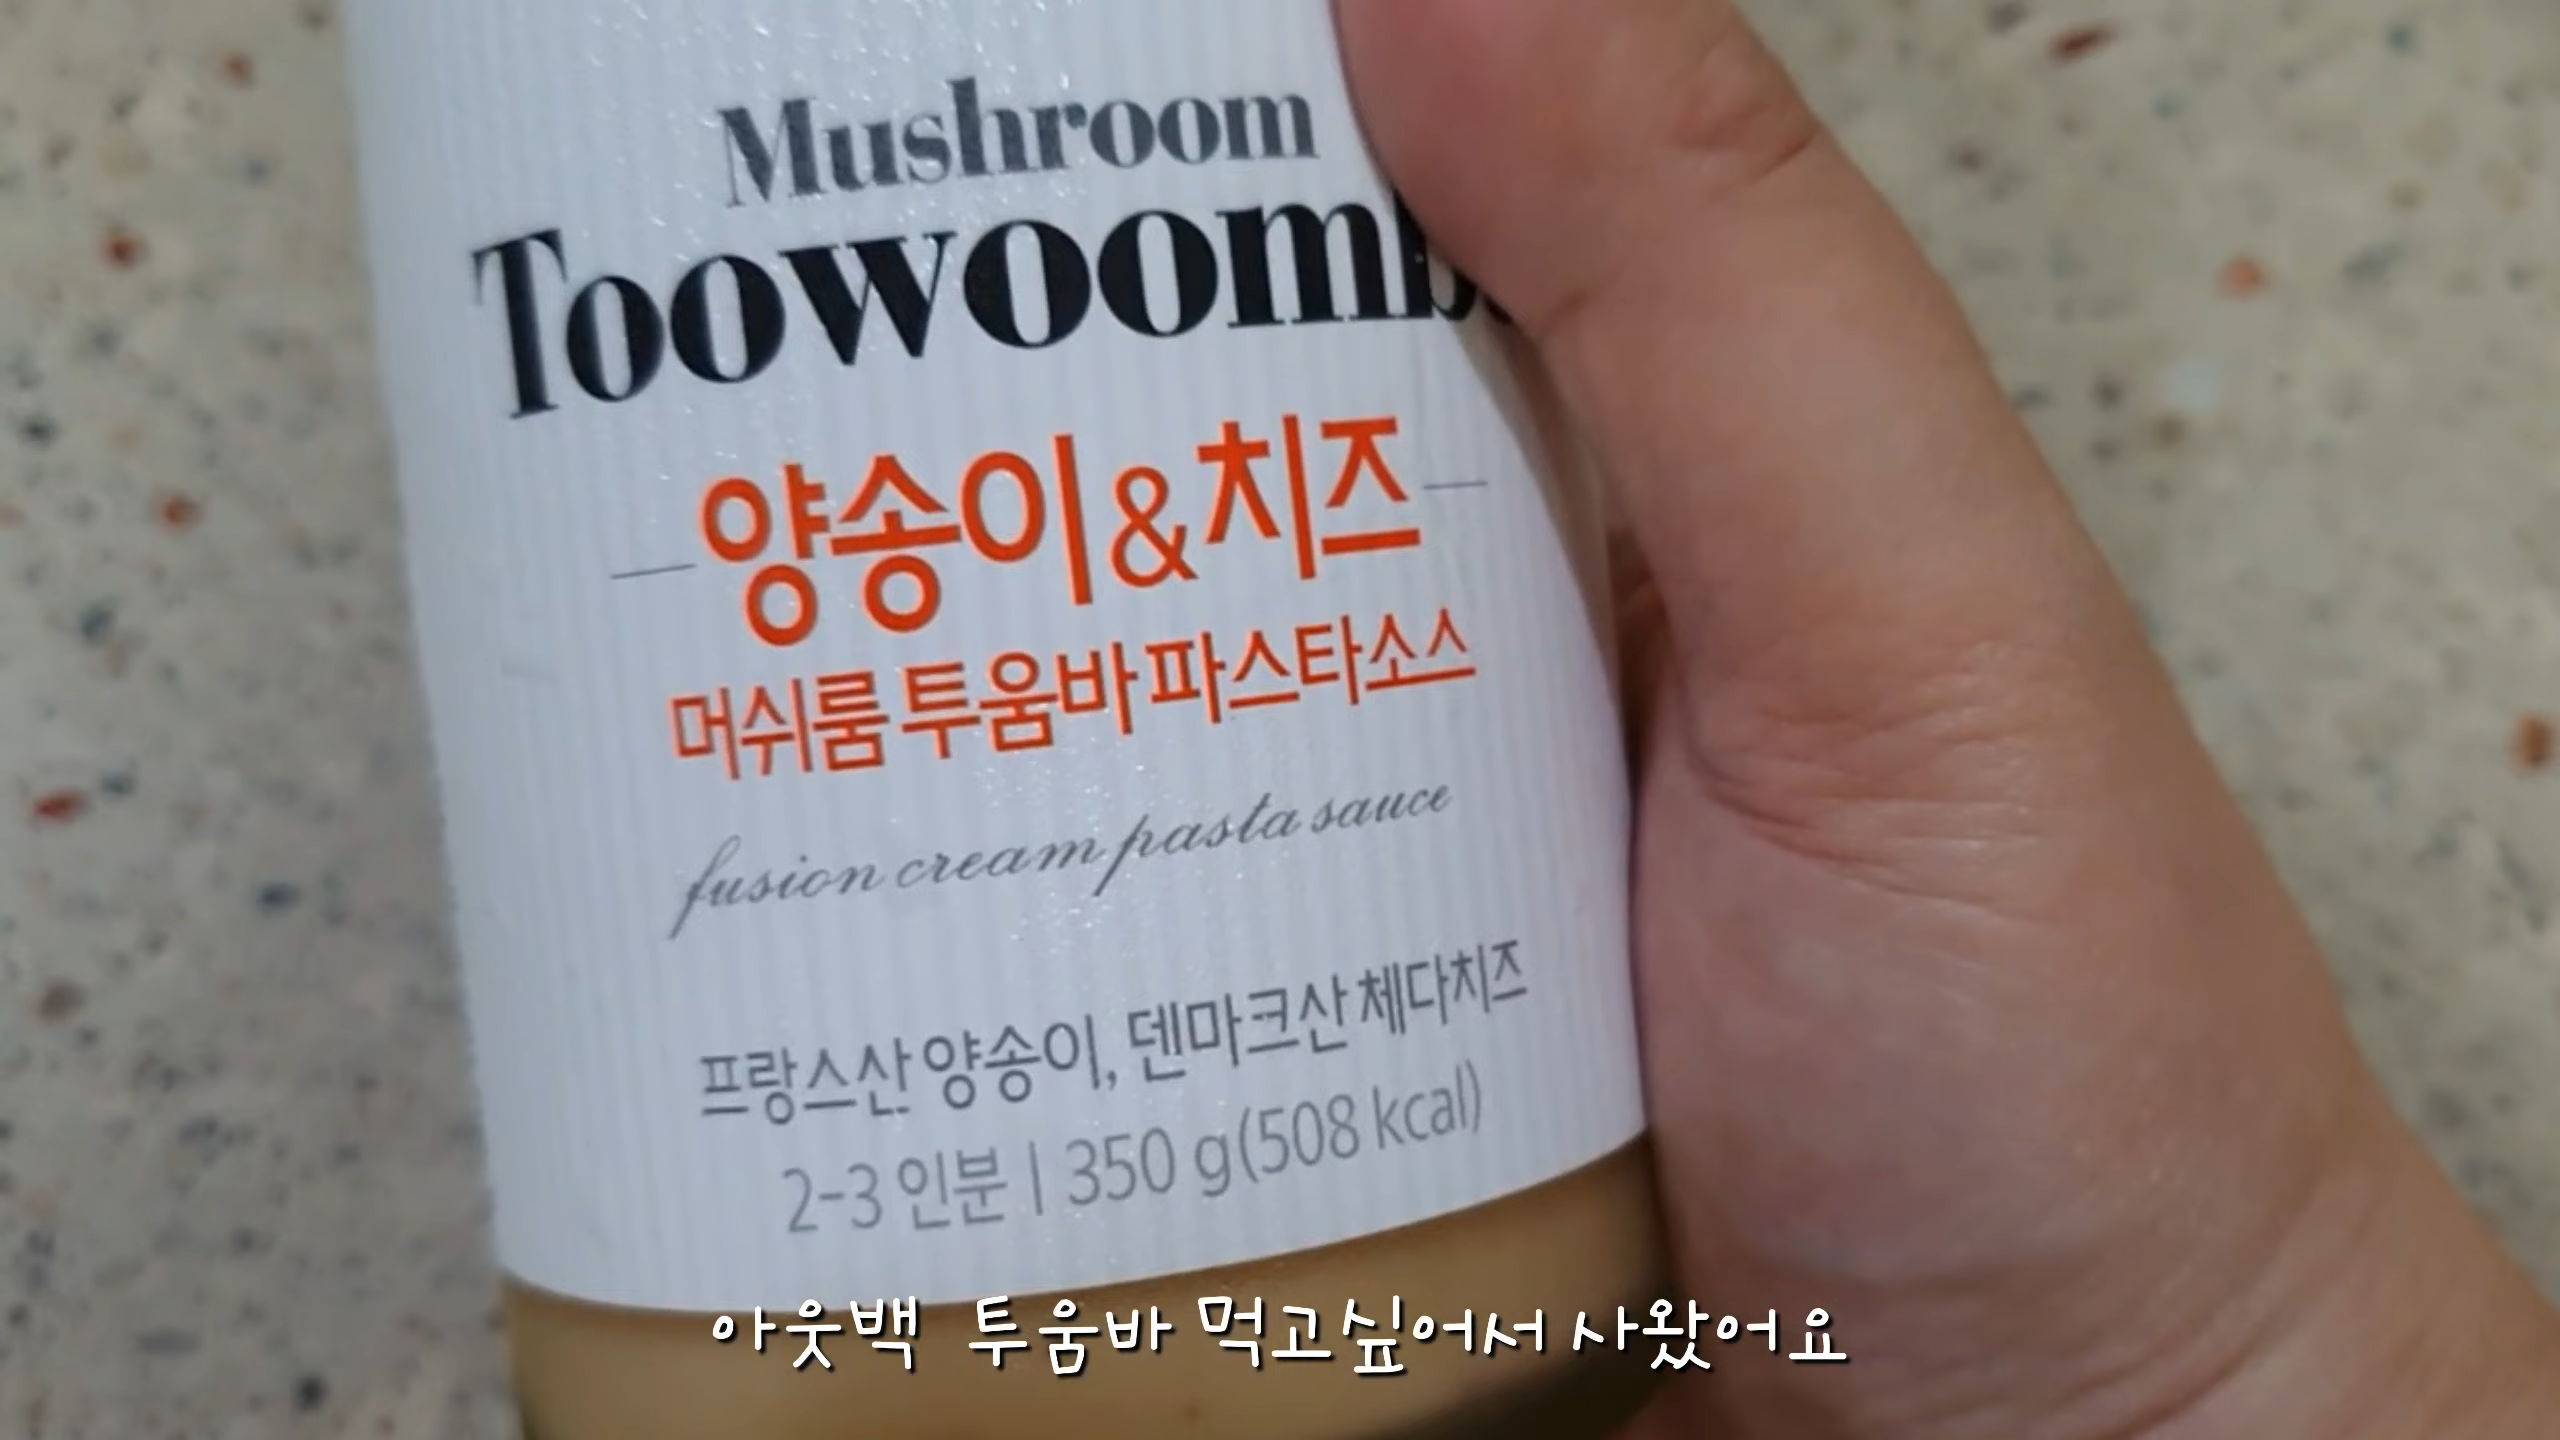 Mushroom
Toowoomb
양송이&치즈
머쉬룸 투움바 파스타소스
fusion cream pasta sauce
프랑스산 양송이, 덴마크산 체다치즈
2-3 인분 | 350 g(508 kcal)
아웃백 투움바 먹고싶어서 사왔어요